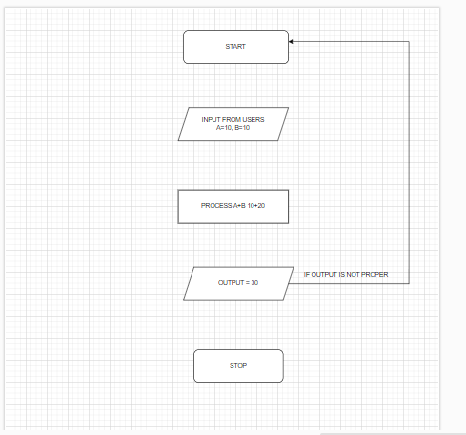 START
INPUT FROM USERS
A=10, B=10
PROCESS A+B 10+20
OUTPUT = 30
IF OUTPUT IS NOT PROPER
STOP